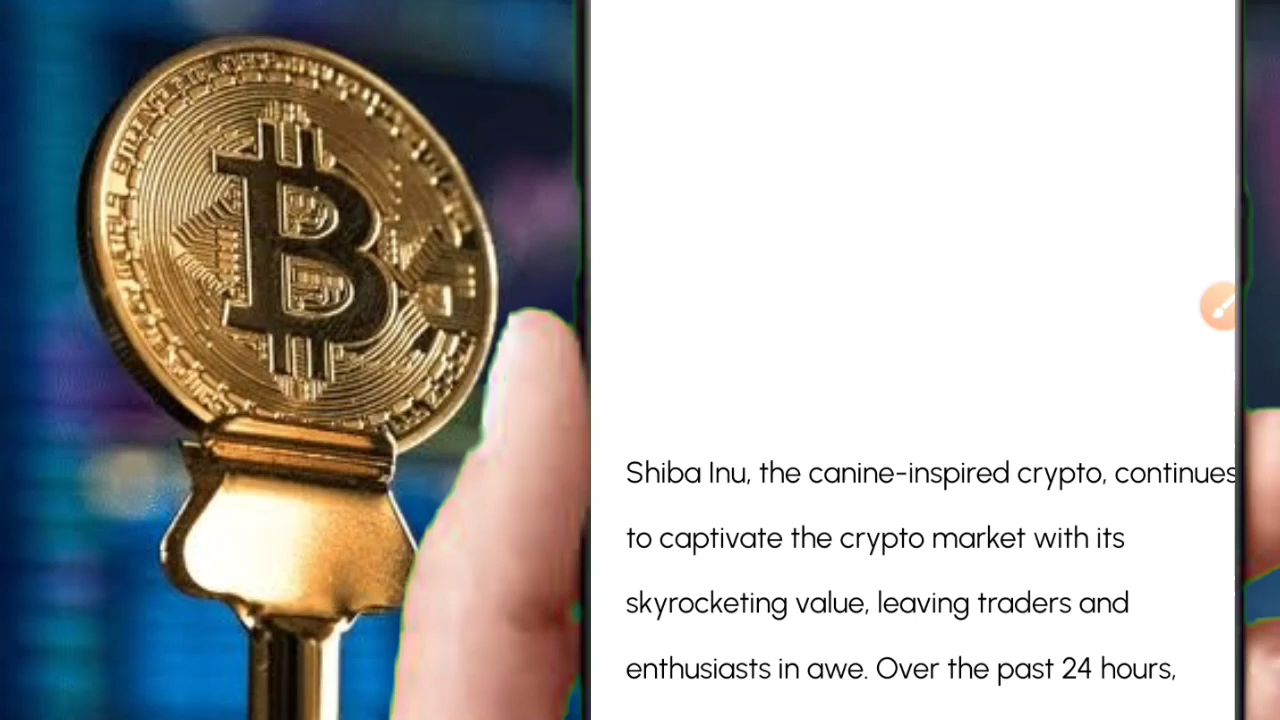 Shiba Inu, the canine-inspired crypto, continues
to captivate the crypto market with its
skyrocketing value, leaving traders and
enthusiasts in awe. Over the past 24 hours,